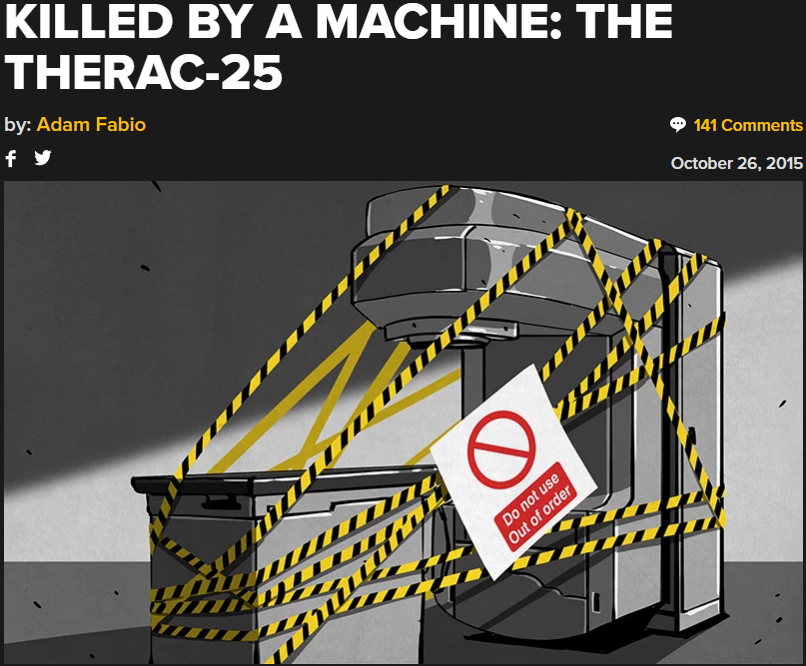 KILLED BY A MACHINE: THE
THERAC-25
by: Adam Fabio
141 Comments
October 26, 2015
Do not use
Out of order